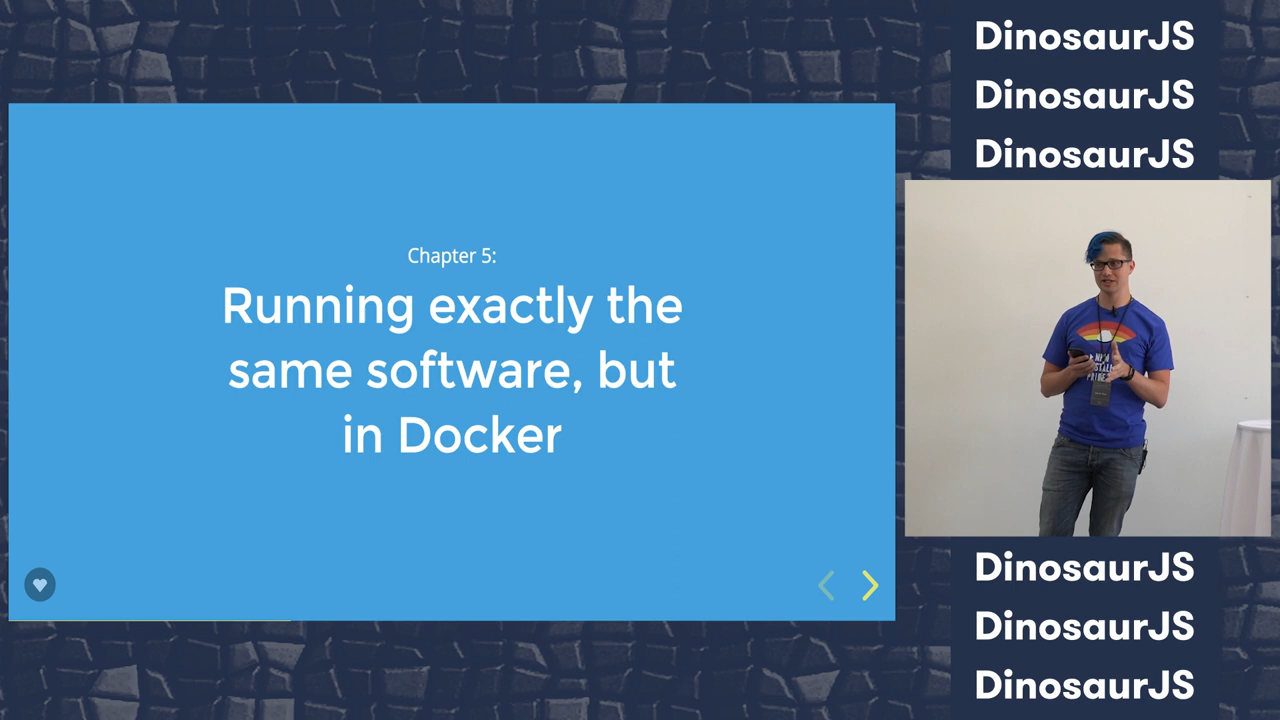 Chapter 5:
Running exactly the
same software, but
in Docker
DinosaurJS
DinosaurJS
DinosaurJS
DinosaurJS
DinosaurJS
DinosaurJS